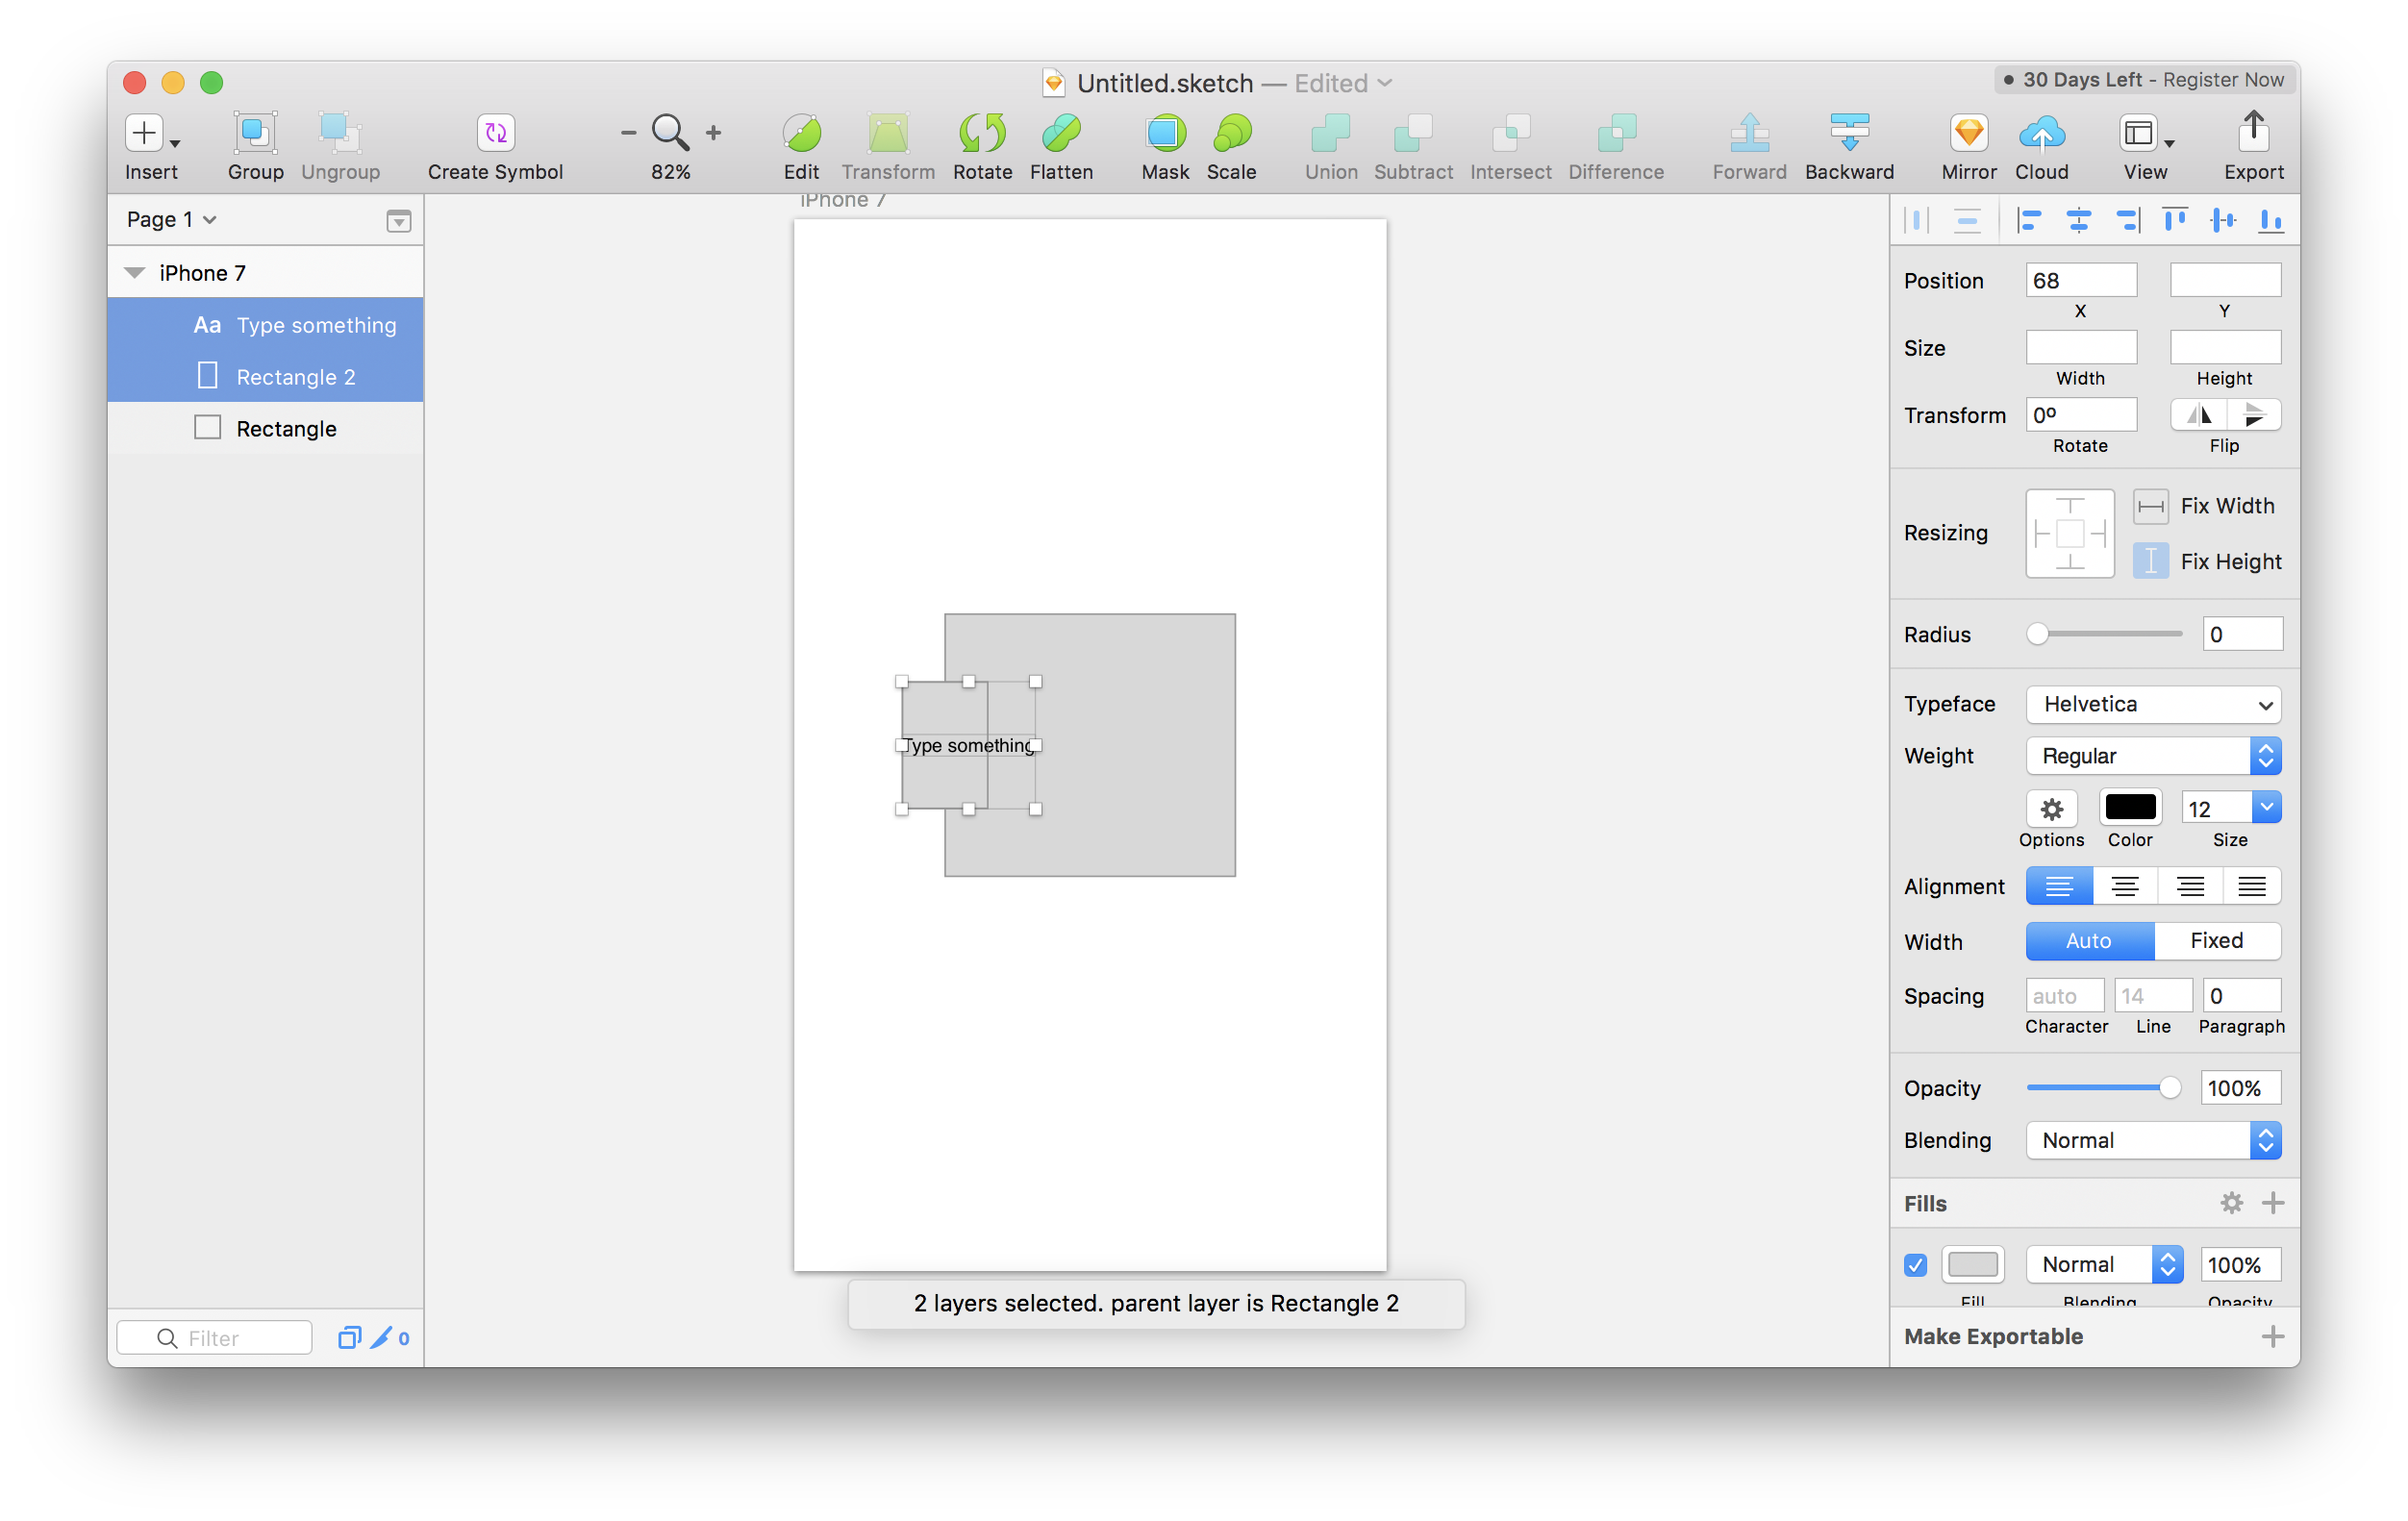 Untitled.sketch — Edited
30 Days Left - Register Now
Insert Group Ungroup Create Symbol 82% Edit Transform Rotate Flatten Mask Scale Union Subtract Intersect Difference Forward Backward Mirror Cloud View Export
Page 1
iPhone 7
Aa Type something
Rectangle 2
Rectangle
Filter
0
iPhone 7
Type something
2 layers selected. parent layer is Rectangle 2
Position 68
X Y
Size
Width Height
Transform 0º
Rotate Flip
Resizing
Fix Width
Fix Height
Radius 0
Typeface Helvetica
Weight Regular
12
Options Color Size
Alignment
Width Auto Fixed
Spacing auto 14 0
Character Line Paragraph
Opacity 100%
Blending Normal
Fills
Normal 100%
Fill Blending Opacity
Make Exportable